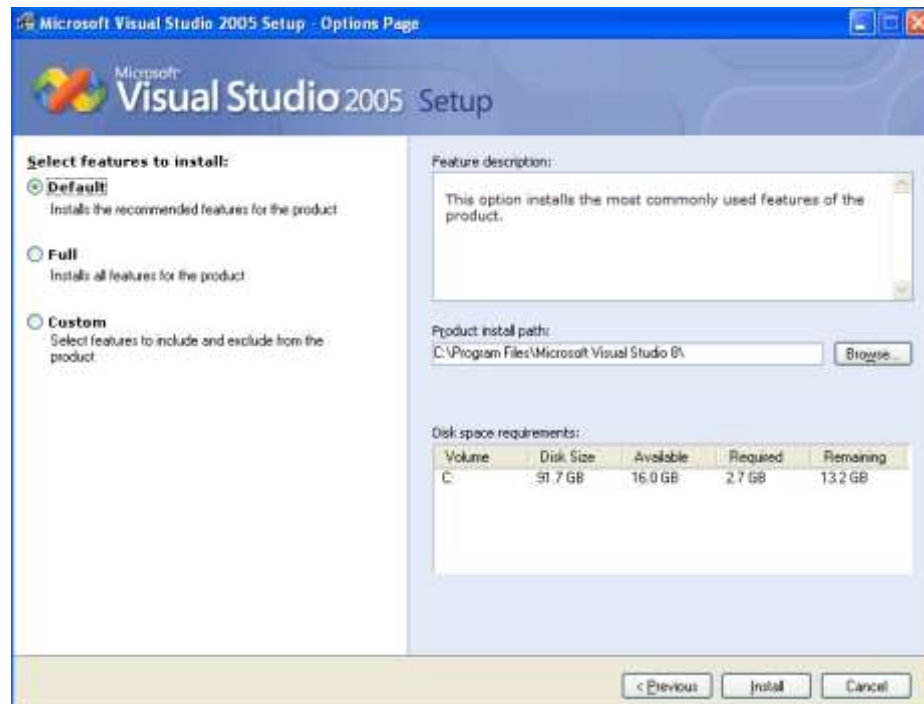 Microsoft Visual Studio 2005 Setup - Options Page
Microsoft
Visual Studio 2005 Setup
Select features to install:
Default
Installs the recommended features for the product
Full
Installs all features for the product
Custom
Select features to include and exclude from the
product
Feature description:
This option installs the most commonly used features of the
product.
Product install path:
C:\Program Files\Microsoft Visual Studio 8\
Browse...
Disk space requirements:
Volume Disk Size Available Required Remaining
C: 91.7 GB 16.0 GB 2.7 GB 13.2 GB
< Previous Install Cancel